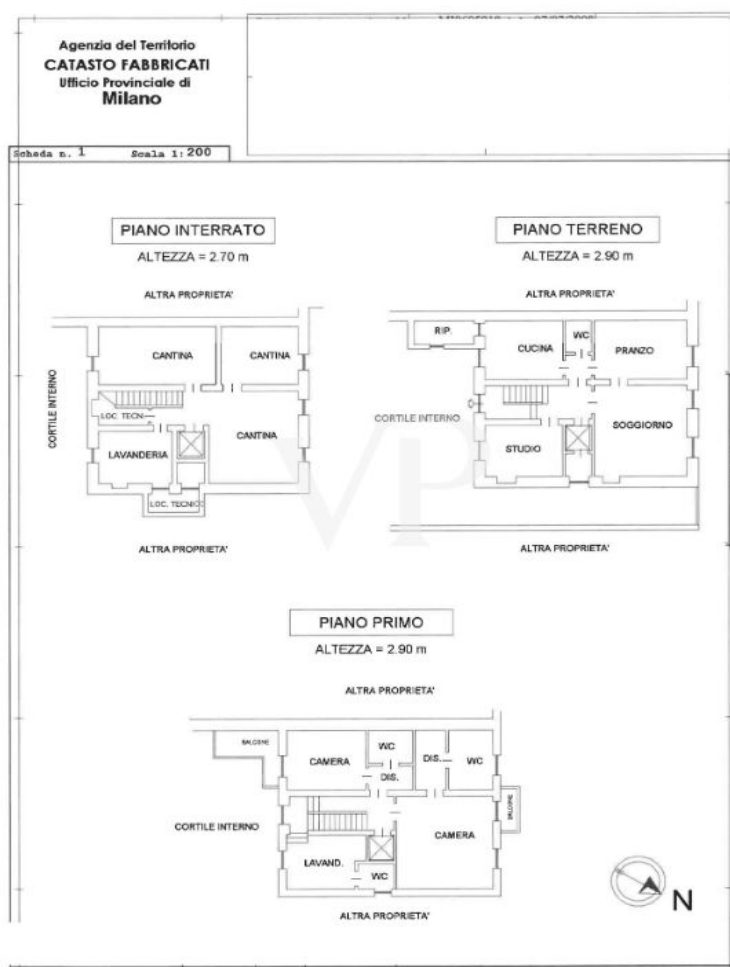 Agenzia del Territorio
CATASTO FABBRICATI
Ufficio Provinciale di
Milano
Scheda n. 1 Scala 1: 200
PIANO INTERRATO
ALTEZZA = 2.70 m
ALTRA PROPRIETA'
CANTINA
CANTINA
CORTILE INTERNO
LOC. TECN
CANTINA
LAVANDERIA
LOC. TECNICO
ALTRA PROPRIETA'
PIANO TERRENO
ALTEZZA = 2.90 m
ALTRA PROPRIETA'
RIP.
WC
CUCINA
PRANZO
CORTILE INTERNO
SOGGIORNO
STUDIO
ALTRA PROPRIETA'
VP
PIANO PRIMO
ALTEZZA = 2.90 m
ALTRA PROPRIETA'
BALCONE
WC
CAMERA
DIS.
WC
DIS.
BALCONE
CORTILE INTERNO
CAMERA
LAVAND.
WC
ALTRA PROPRIETA'
N